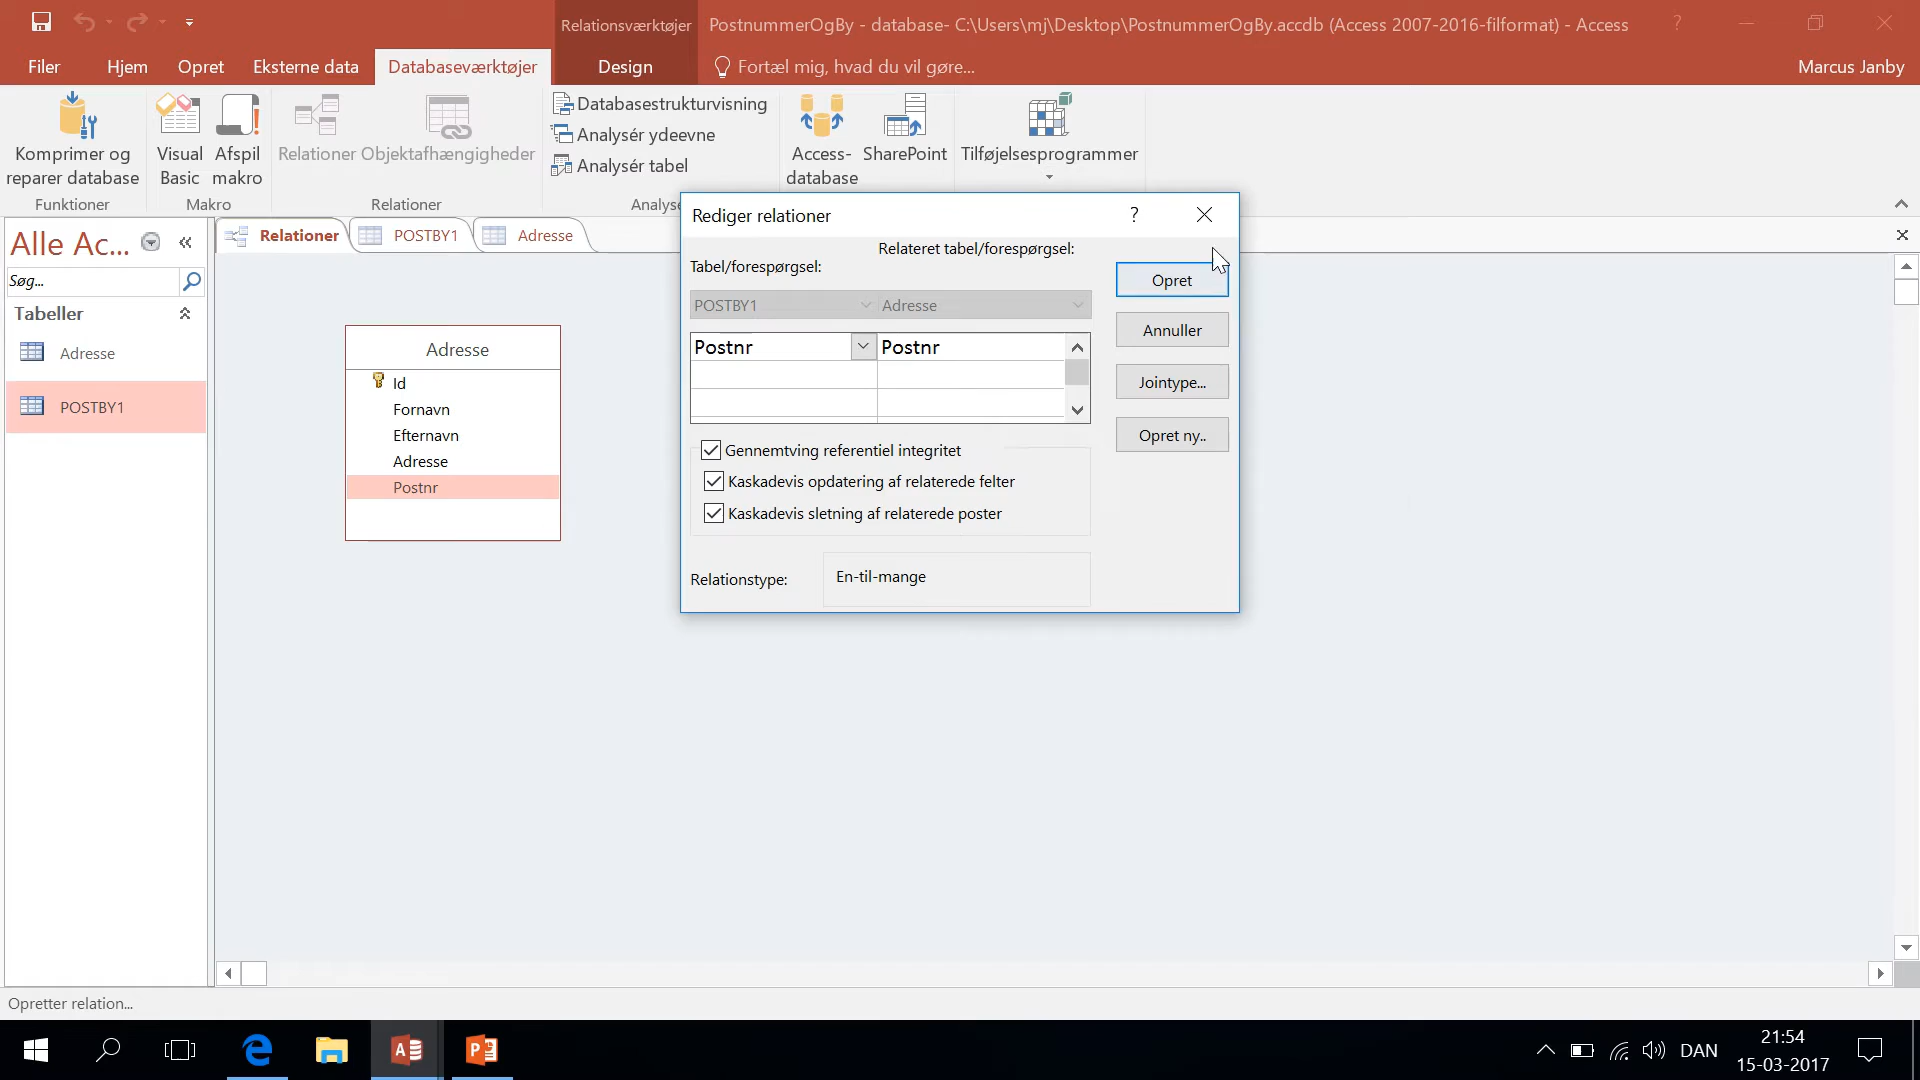 Relationsværktøjer
PostnummerOgBy - database- C:\Users\mj\Desktop\PostnummerOgBy.accdb (Access 2007-2016-filformat) - Access
?
Filer
Hjem
Opret
Eksterne data
Databaseværktøjer
Design
Fortæl mig, hvad du vil gøre...
Marcus Janby
Komprimer og
reparer database
Visual
Basic
Afspil
makro
Relationer
Objektafhængigheder
Databasestrukturvisning
Analysér ydeevne
Analysér tabel
Access-
database
SharePoint
Tilføjelsesprogrammer
Funktioner
Makro
Relationer
Analyse
Alle Ac...
Søg...
Tabeller
Adresse
POSTBY1
Relationer
POSTBY1
Adresse
Adresse
Id
Fornavn
Efternavn
Adresse
Postnr
Rediger relationer
?
Tabel/forespørgsel:
Relateret tabel/forespørgsel:
POSTBY1
Adresse
Postnr
Postnr
Gennemtving referentiel integritet
Kaskadevis opdatering af relaterede felter
Kaskadevis sletning af relaterede poster
Relationstype:
En-til-mange
Opret
Annuller
Jointype...
Opret ny..
Opretter relation...
DAN
21:54
15-03-2017